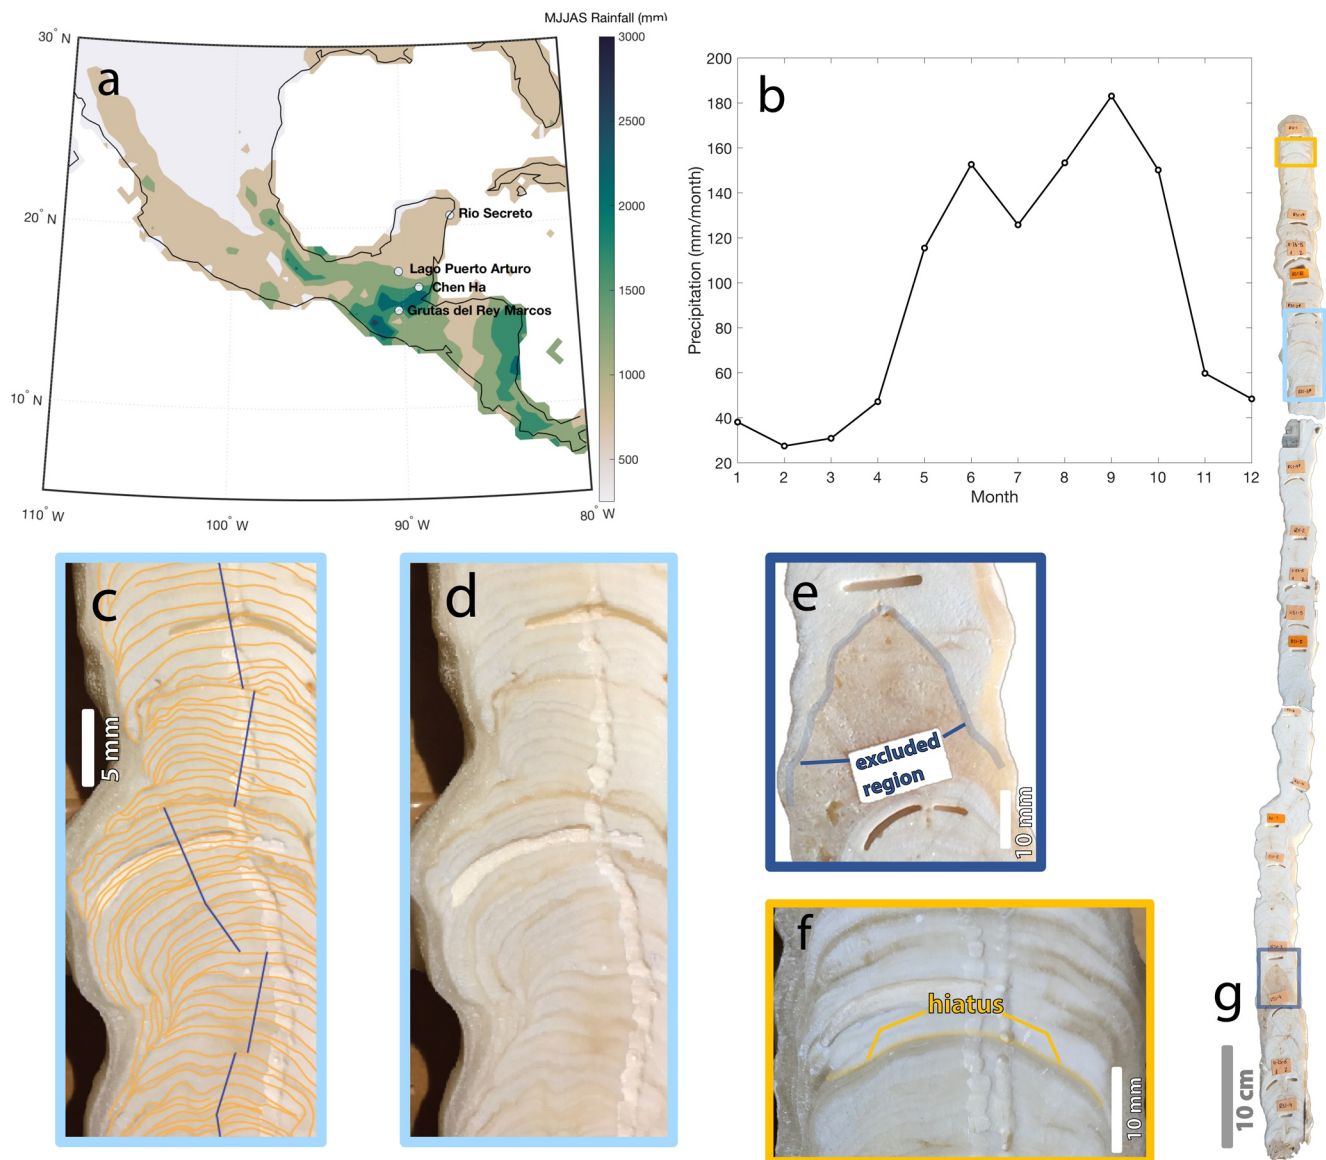 MJJAS Rainfall (mm)
a
30° N
20° N
10° N
110° W
100° W
90° W
80° W
3000
2500
2000
1500
1000
500
Rio Secreto
Lago Puerto Arturo
Chen Ha
Grutas del Rey Marcos
b
Precipitation (mm/month)
200
180
160
140
120
100
80
60
40
20
1 2 3 4 5 6 7 8 9 10 11 12
Month
c
5 mm
d
e
excluded
region
10 mm
f
hiatus
10 mm
g
10 cm